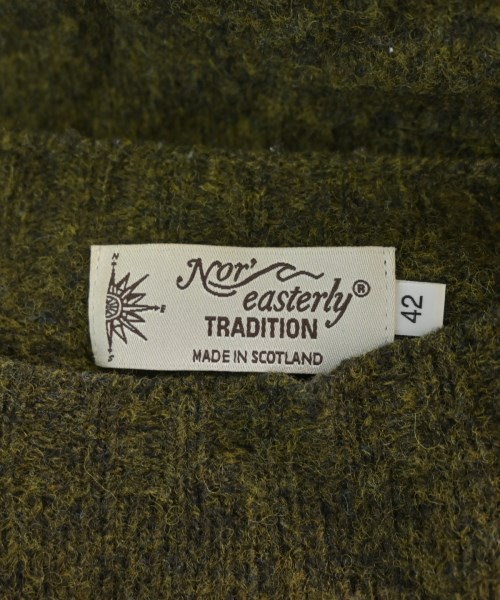 Nor'
easterly®
TRADITION
MADE IN SCOTLAND
N
E
S
42